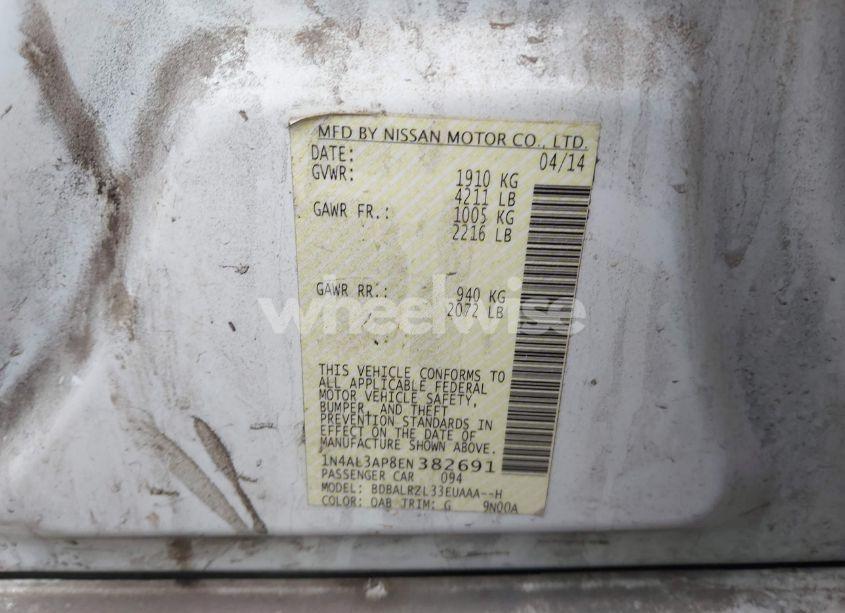 MFD BY NISSAN MOTOR CO., LTD.
DATE: 04/14
GVWR: 1910 KG
4211 LB
GAWR FR.: 1005 KG
2216 LB
GAWR RR.: 940 KG
2072 LB
wheelwise
THIS VEHICLE CONFORMS TO
ALL APPLICABLE FEDERAL
MOTOR VEHICLE SAFETY,
BUMPER, AND THEFT
PREVENTION STANDARDS IN
EFFECT ON THE DATE OF
MANUFACTURE SHOWN ABOVE.
1N4AL3AP8EN 382691
PASSENGER CAR 094
MODEL: BDBALRZL33EUAAA--H
COLOR: QAB TRIM: G 9N00A